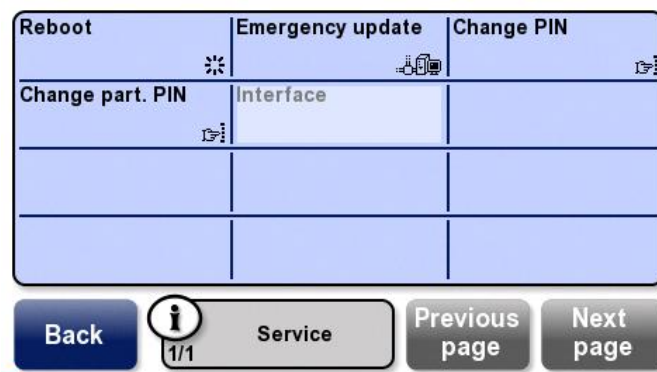 Reboot
Emergency update
Change PIN
Change part. PIN
Interface
Back
i
1/1
Service
Previous
page
Next
page